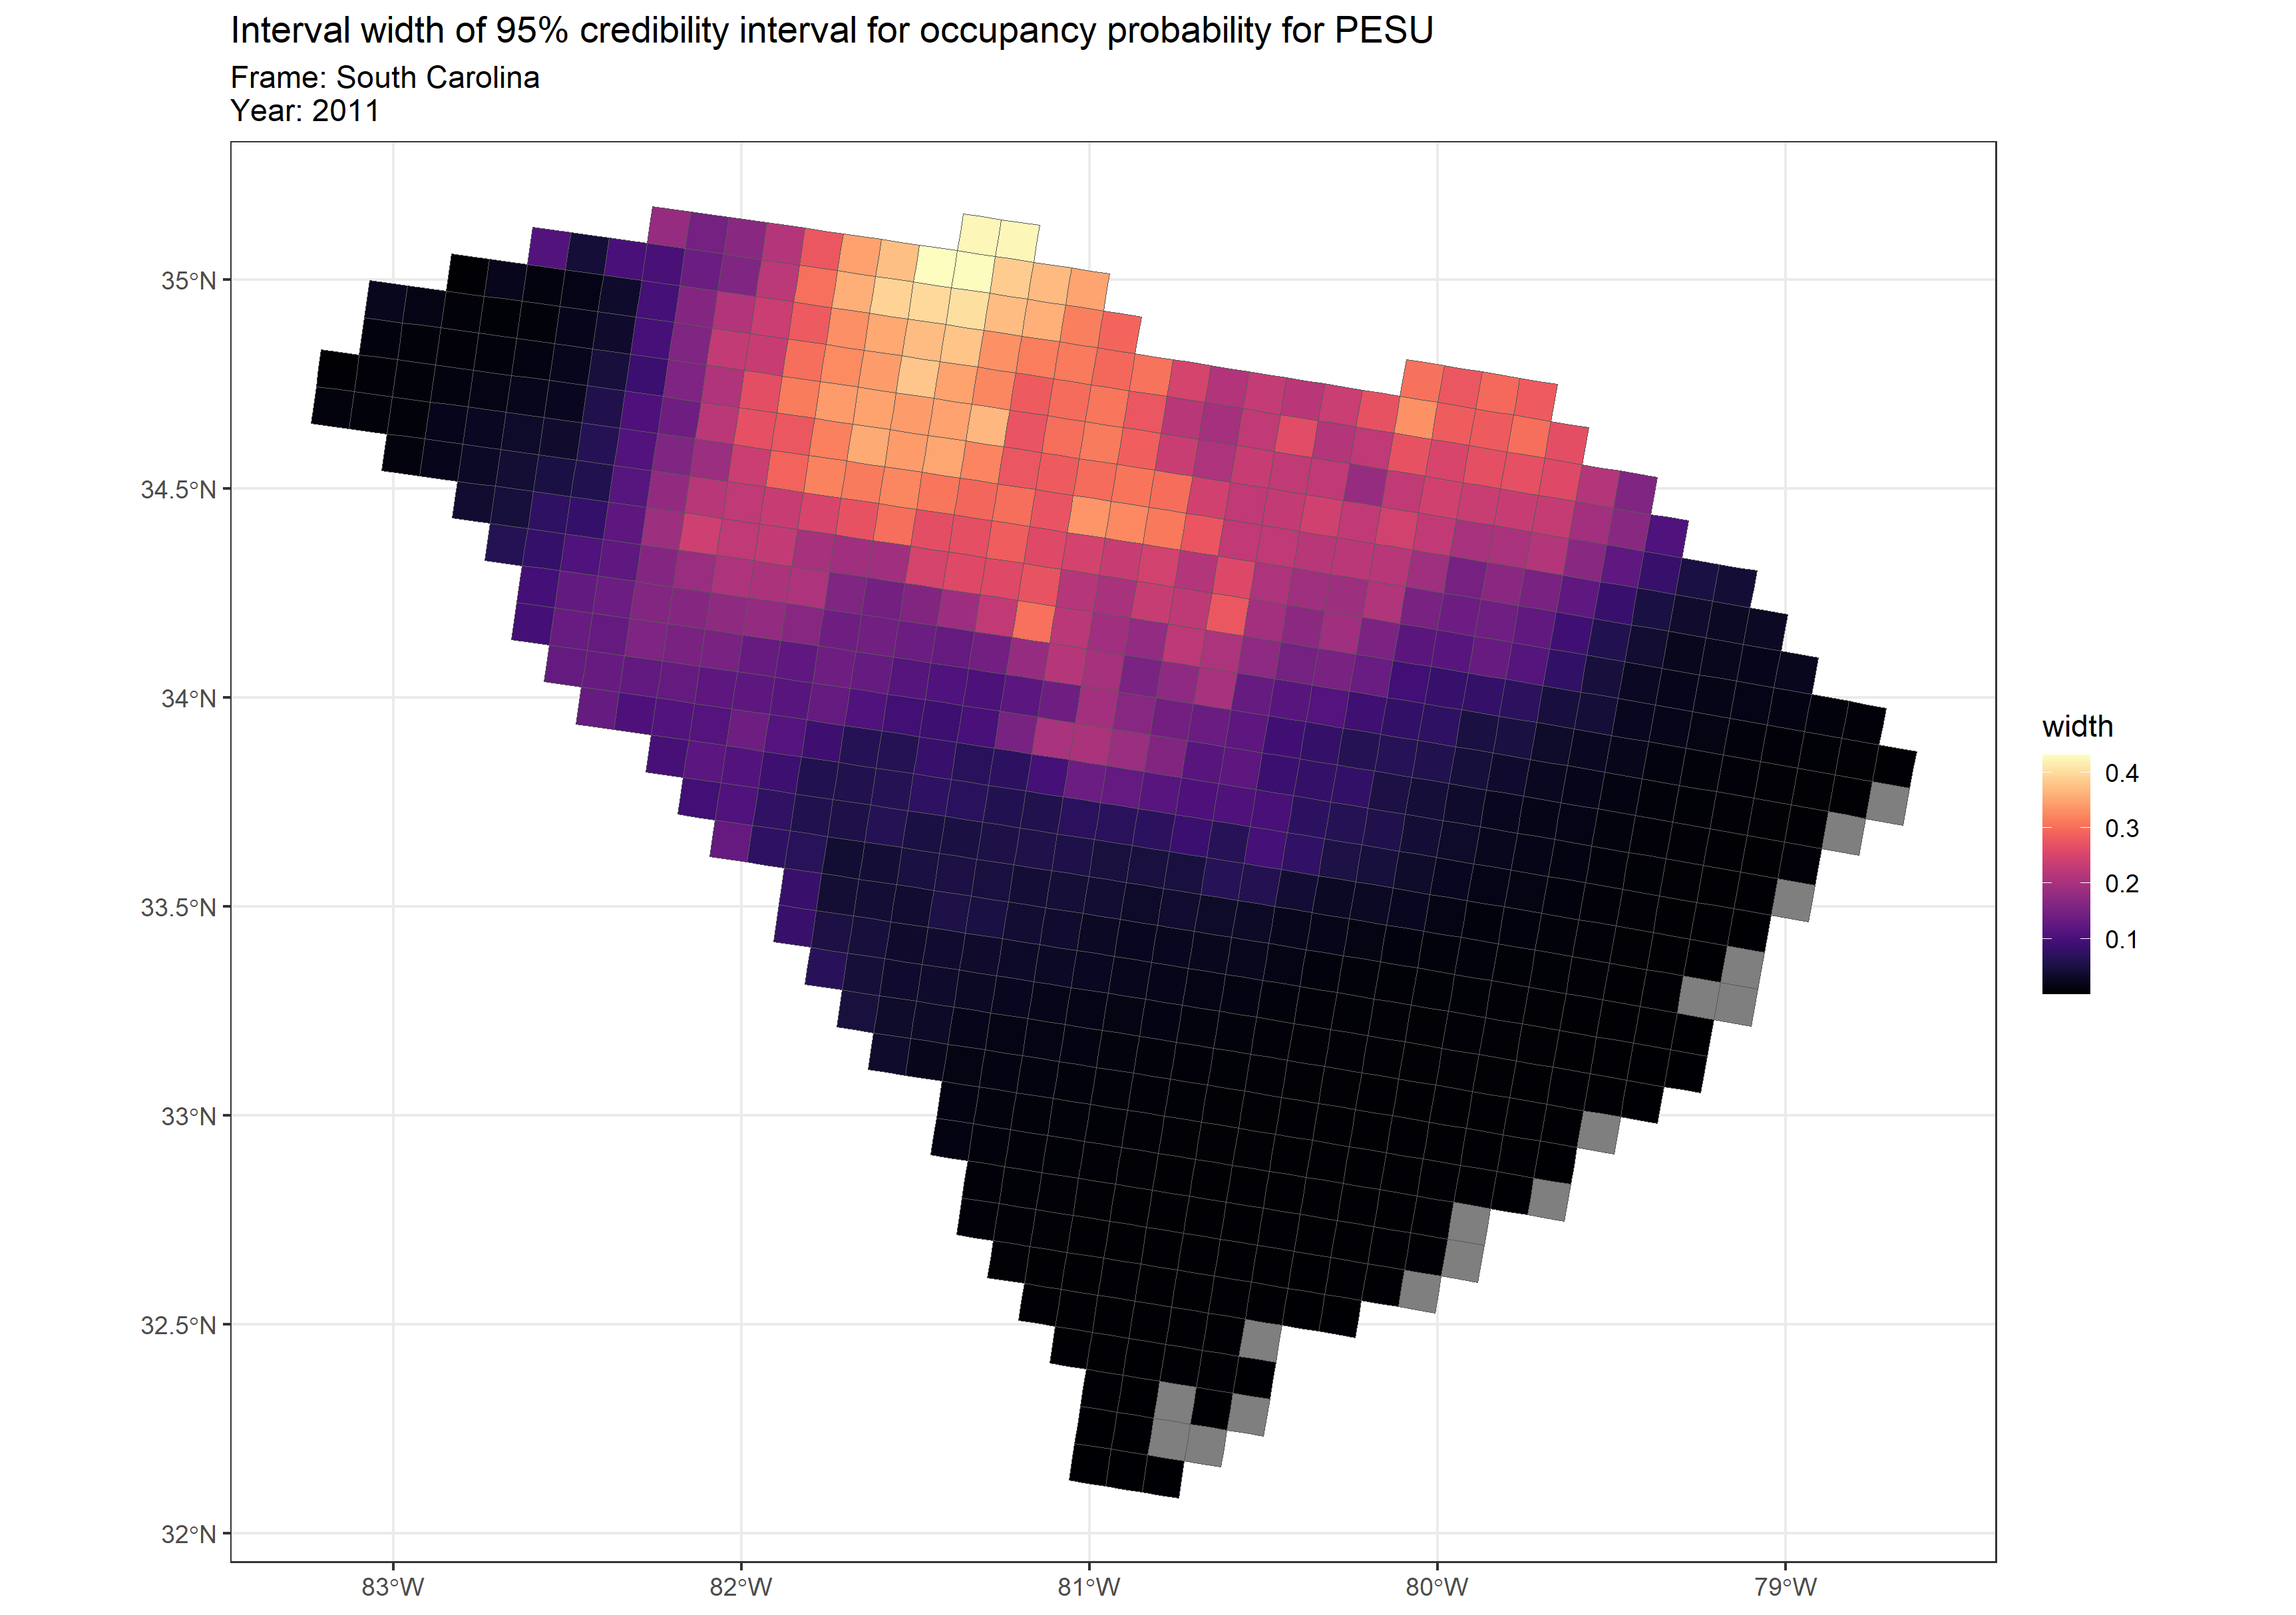 Interval width of 95% credibility interval for occupancy probability for PESU
Frame: South Carolina
Year: 2011
35°N
34.5°N
34°N
33.5°N
33°N
32.5°N
32°N
83°W
82°W
81°W
80°W
79°W
width
0.4
0.3
0.2
0.1